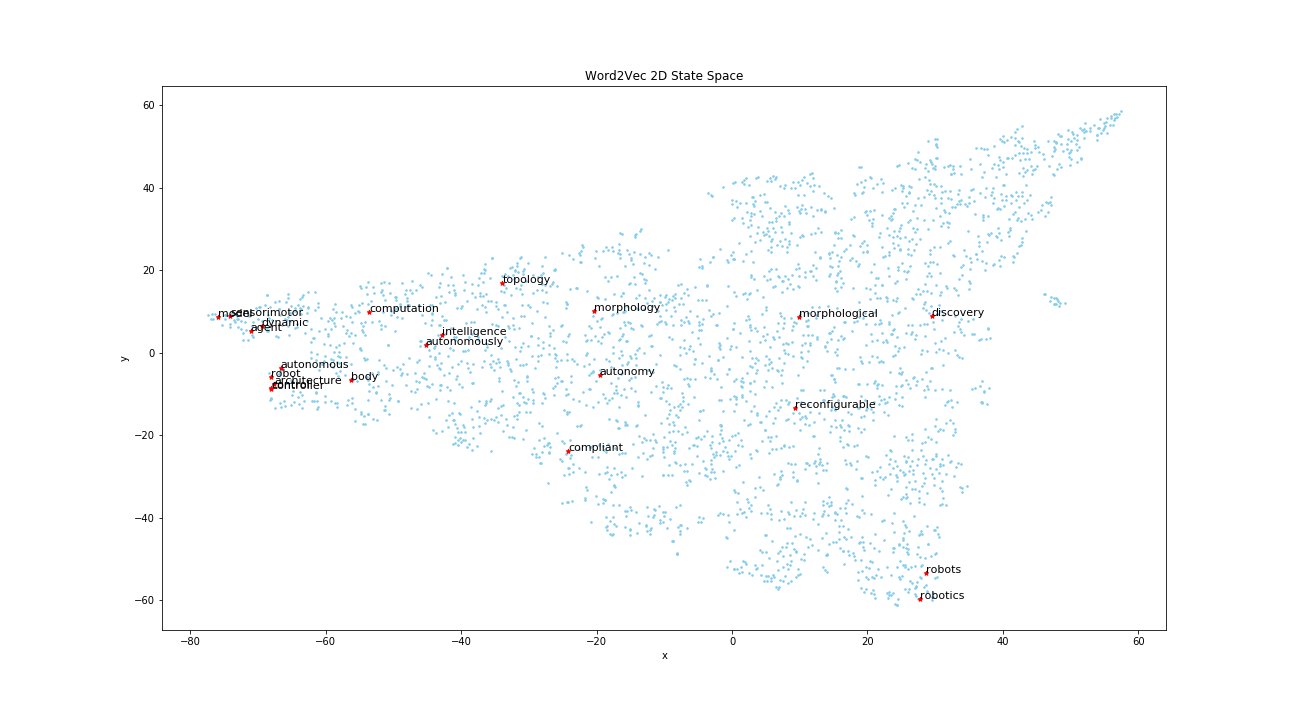 Word2Vec 2D State Space
60
40
20
0
−20
−40
−60
y
topology
computation
morphology
morphological
discovery
model
sensorimotor
dynamic
agent
intelligence
autonomously
autonomous
robot
architecture
controller
body
autonomy
reconfigurable
compliant
robots
robotics
−80
−60
−40
−20
0
20
40
60
x